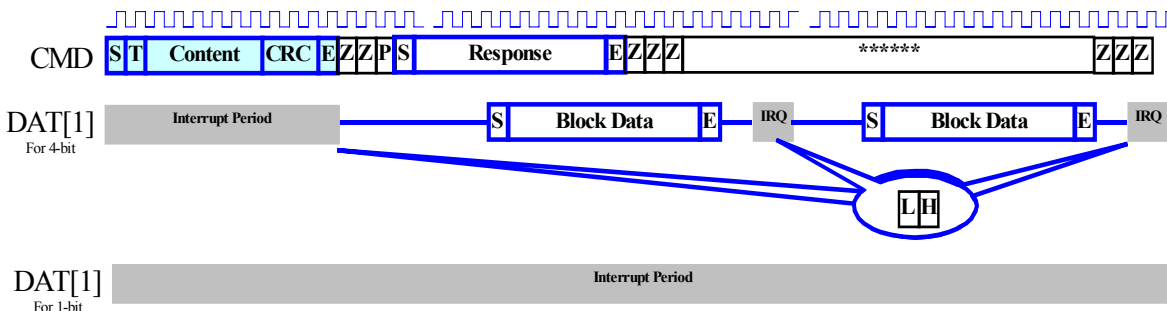 CMD S T Content CRC E Z Z P S Response E Z Z Z ****** Z Z Z
DAT[1] Interrupt Period S Block Data E IRQ S Block Data E IRQ
For 4-bit
L H
DAT[1] Interrupt Period
For 1-bit